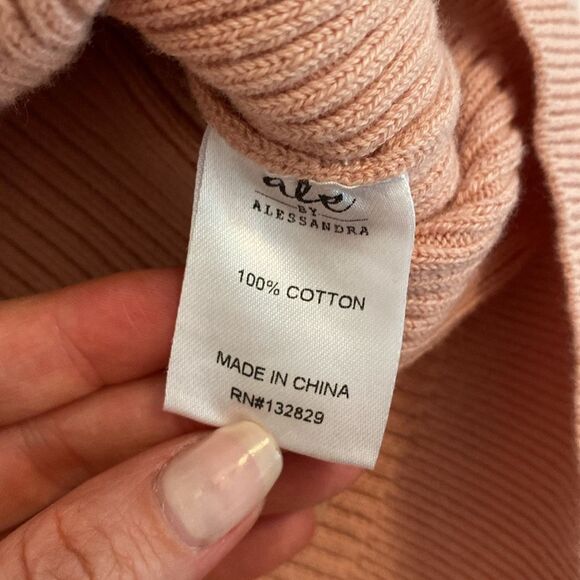 ale
BY
ALESSANDRA
100% COTTON
MADE IN CHINA
RN#132829